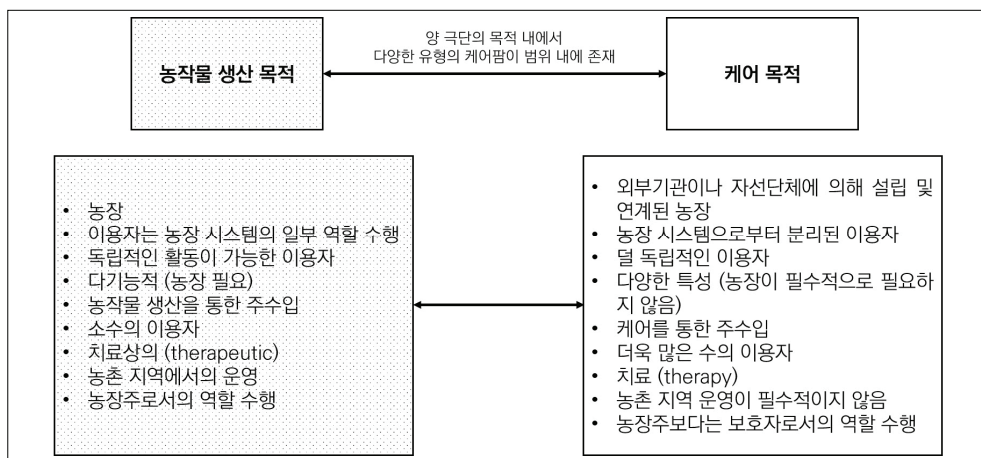 양 극단의 목적 내에서
다양한 유형의 케어팜이 범위 내에 존재
농작물 생산 목적
케어 목적
• 농장
• 이용자는 농장 시스템의 일부 역할 수행
• 독립적인 활동이 가능한 이용자
• 다기능적 (농장 필요)
• 농작물 생산을 통한 주수입
• 소수의 이용자
• 치료상의 (therapeutic)
• 농촌 지역에서의 운영
• 농장주로서의 역할 수행
• 외부기관이나 자선단체에 의해 설립 및
연계된 농장
• 농장 시스템으로부터 분리된 이용자
• 덜 독립적인 이용자
• 다양한 특성 (농장이 필수적으로 필요하
지 않음)
• 케어를 통한 주수입
• 더욱 많은 수의 이용자
• 치료 (therapy)
• 농촌 지역 운영이 필수적이지 않음
• 농장주보다는 보호자로서의 역할 수행